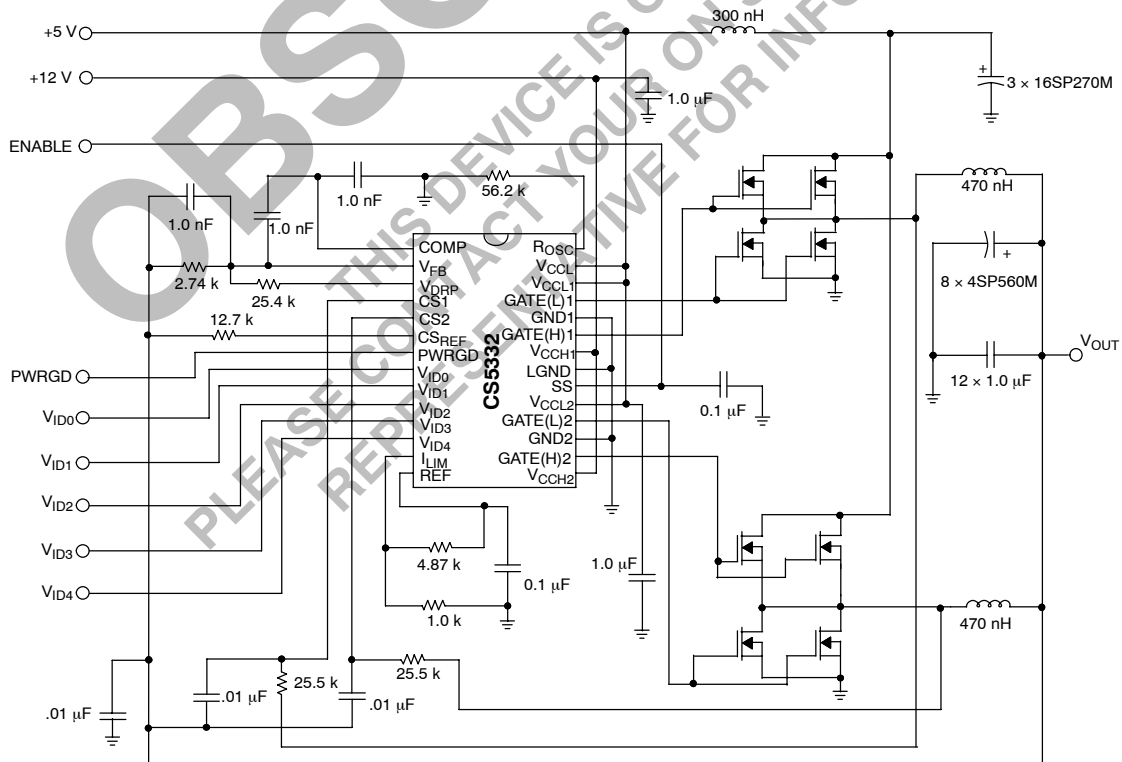 OBSO
THIS DEVICE IS O
PLEASE CONTACT YOUR ON S
REPRESENTATIVE FOR INFO
300 nH
+5 V
+12 V
+
3 × 16SP270M
1.0 μF
ENABLE
56.2 k
470 nH
1.0 nF
1.0 nF
1.0 nF
COMP
ROSC
VFB
VCCL
+
2.74 k
VDRP
VCCL1
8 × 4SP560M
25.4 k
CS1
GATE(L)1
CS2
GND1
12.7 k
CSREF
GATE(H)1
CS5332
PWRGD
VCCH1
VOUT
PWRGD
VID0
LGND
12 × 1.0 μF
VID1
SS
VID0
VID2
VCCL2
0.1 μF
VID3
GATE(L)2
VID4
GND2
VID1
ILIM
GATE(H)2
REF
VCCH2
VID2
VID3
4.87 k
1.0 μF
0.1 μF
VID4
1.0 k
470 nH
25.5 k
25.5 k
.01 μF
.01 μF
.01 μF